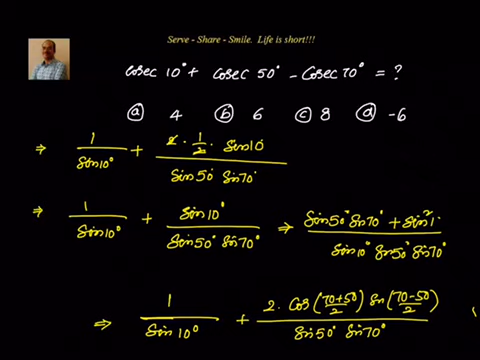 Serve - Share - Smile. Life is short!!!
Cosec 10° + Cosec 50° - Cosec 70° = ?
ⓐ 4 ⓑ 6 ⓒ 8 ⓓ -6
⇒ 1/Sin10° + (2 · 1/2 · Sin10)/(Sin50° Sin70°)
⇒ 1/Sin10° + Sin10°/(Sin50° Sin70°) ⇒ (Sin50° Sin70° + Sin²1)/(Sin10° Sin50° Sin70°)
⇒ 1/Sin10° + (2. Cos((70+50)/2) Sin((70-50)/2))/(Sin50° Sin70°)